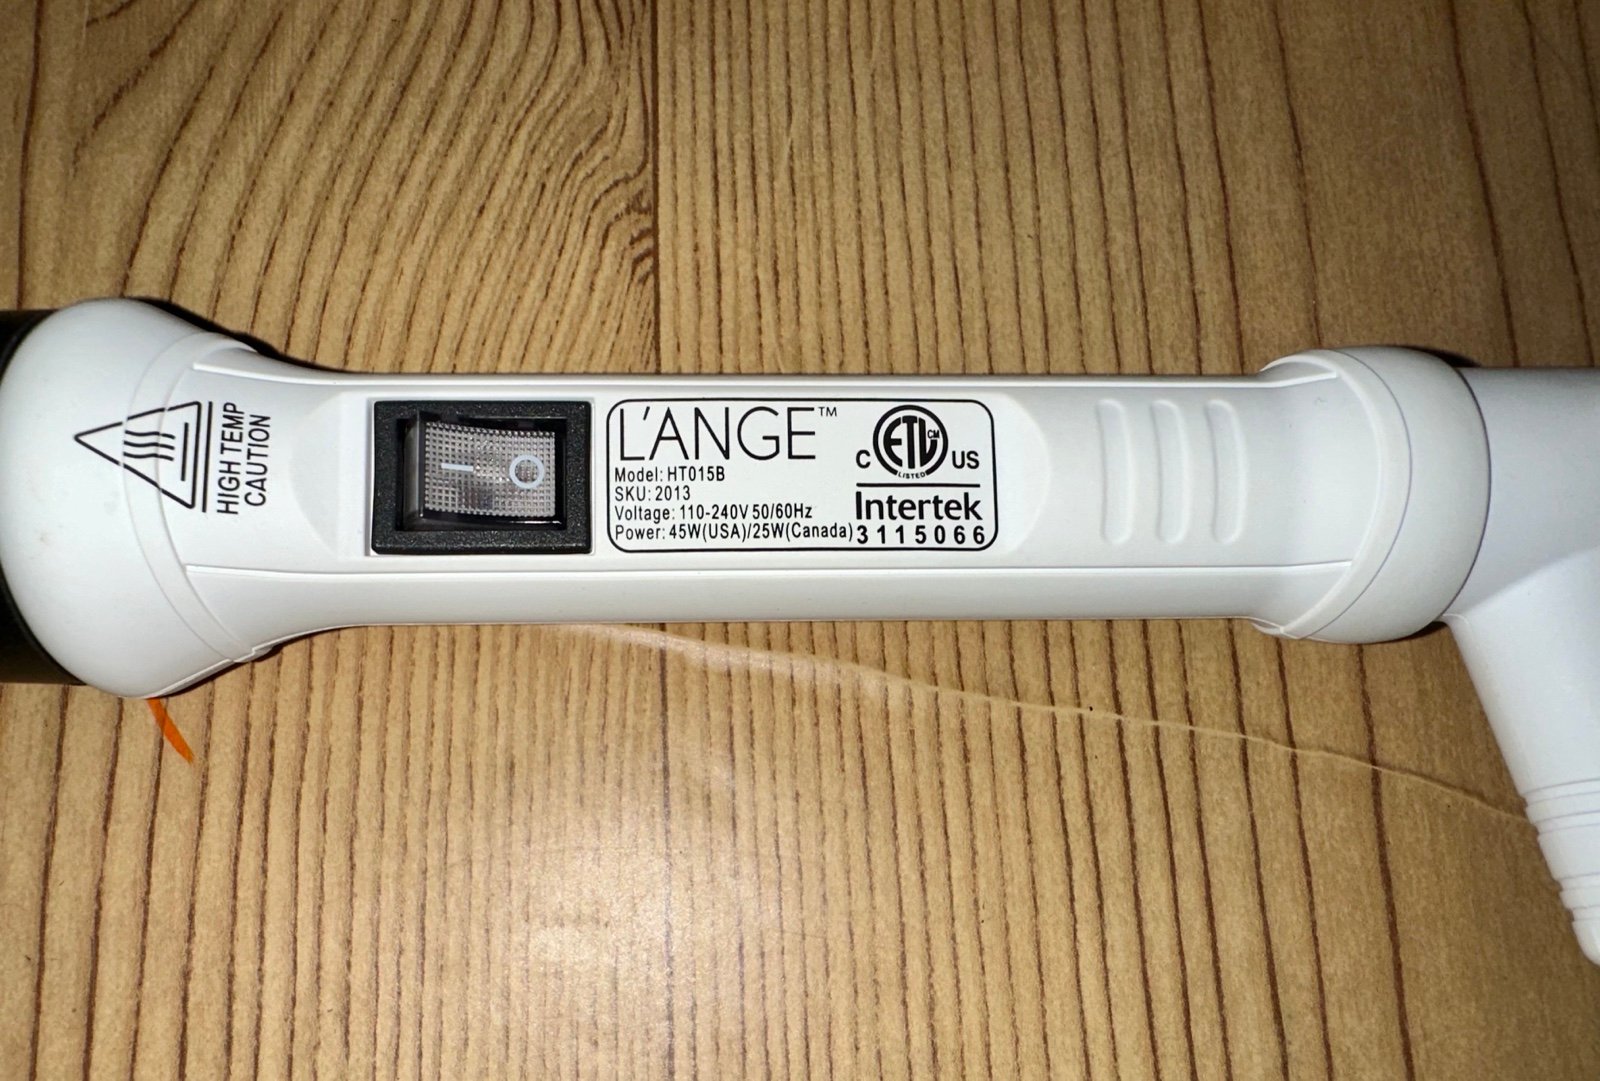 HIGH TEMP
CAUTION
L'ANGE™
Model: HT015B
SKU: 2013
Voltage: 110-240V 50/60Hz
Power: 45W(USA)/25W(Canada)
ETL CM
LISTED
C US
Intertek
3115066